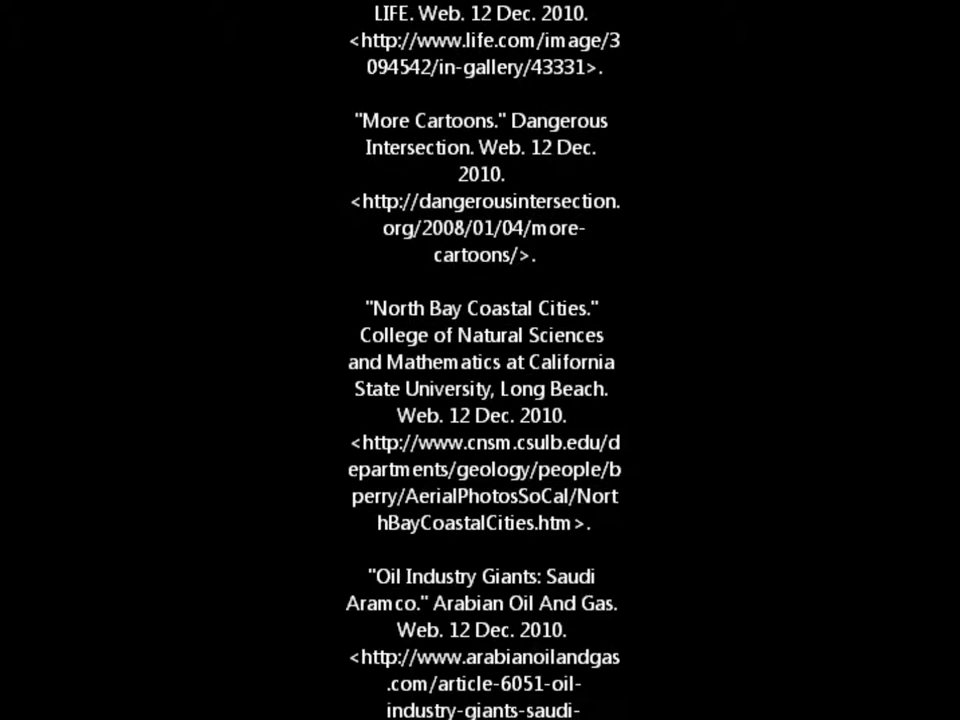 LIFE. Web. 12 Dec. 2010.
<http://www.life.com/image/3
094542/in-gallery/43331>.
"More Cartoons." Dangerous
Intersection. Web. 12 Dec.
2010.
<http://dangerousintersection.
org/2008/01/04/more-
cartoons/>.
"North Bay Coastal Cities."
College of Natural Sciences
and Mathematics at California
State University, Long Beach.
Web. 12 Dec. 2010.
<http://www.cnsm.csulb.edu/d
epartments/geology/people/b
perry/AerialPhotosSoCal/Nort
hBayCoastalCities.htm>.
"Oil Industry Giants: Saudi
Aramco." Arabian Oil And Gas.
Web. 12 Dec. 2010.
<http://www.arabianoilandgas
.com/article-6051-oil-
industry-giants-saudi-